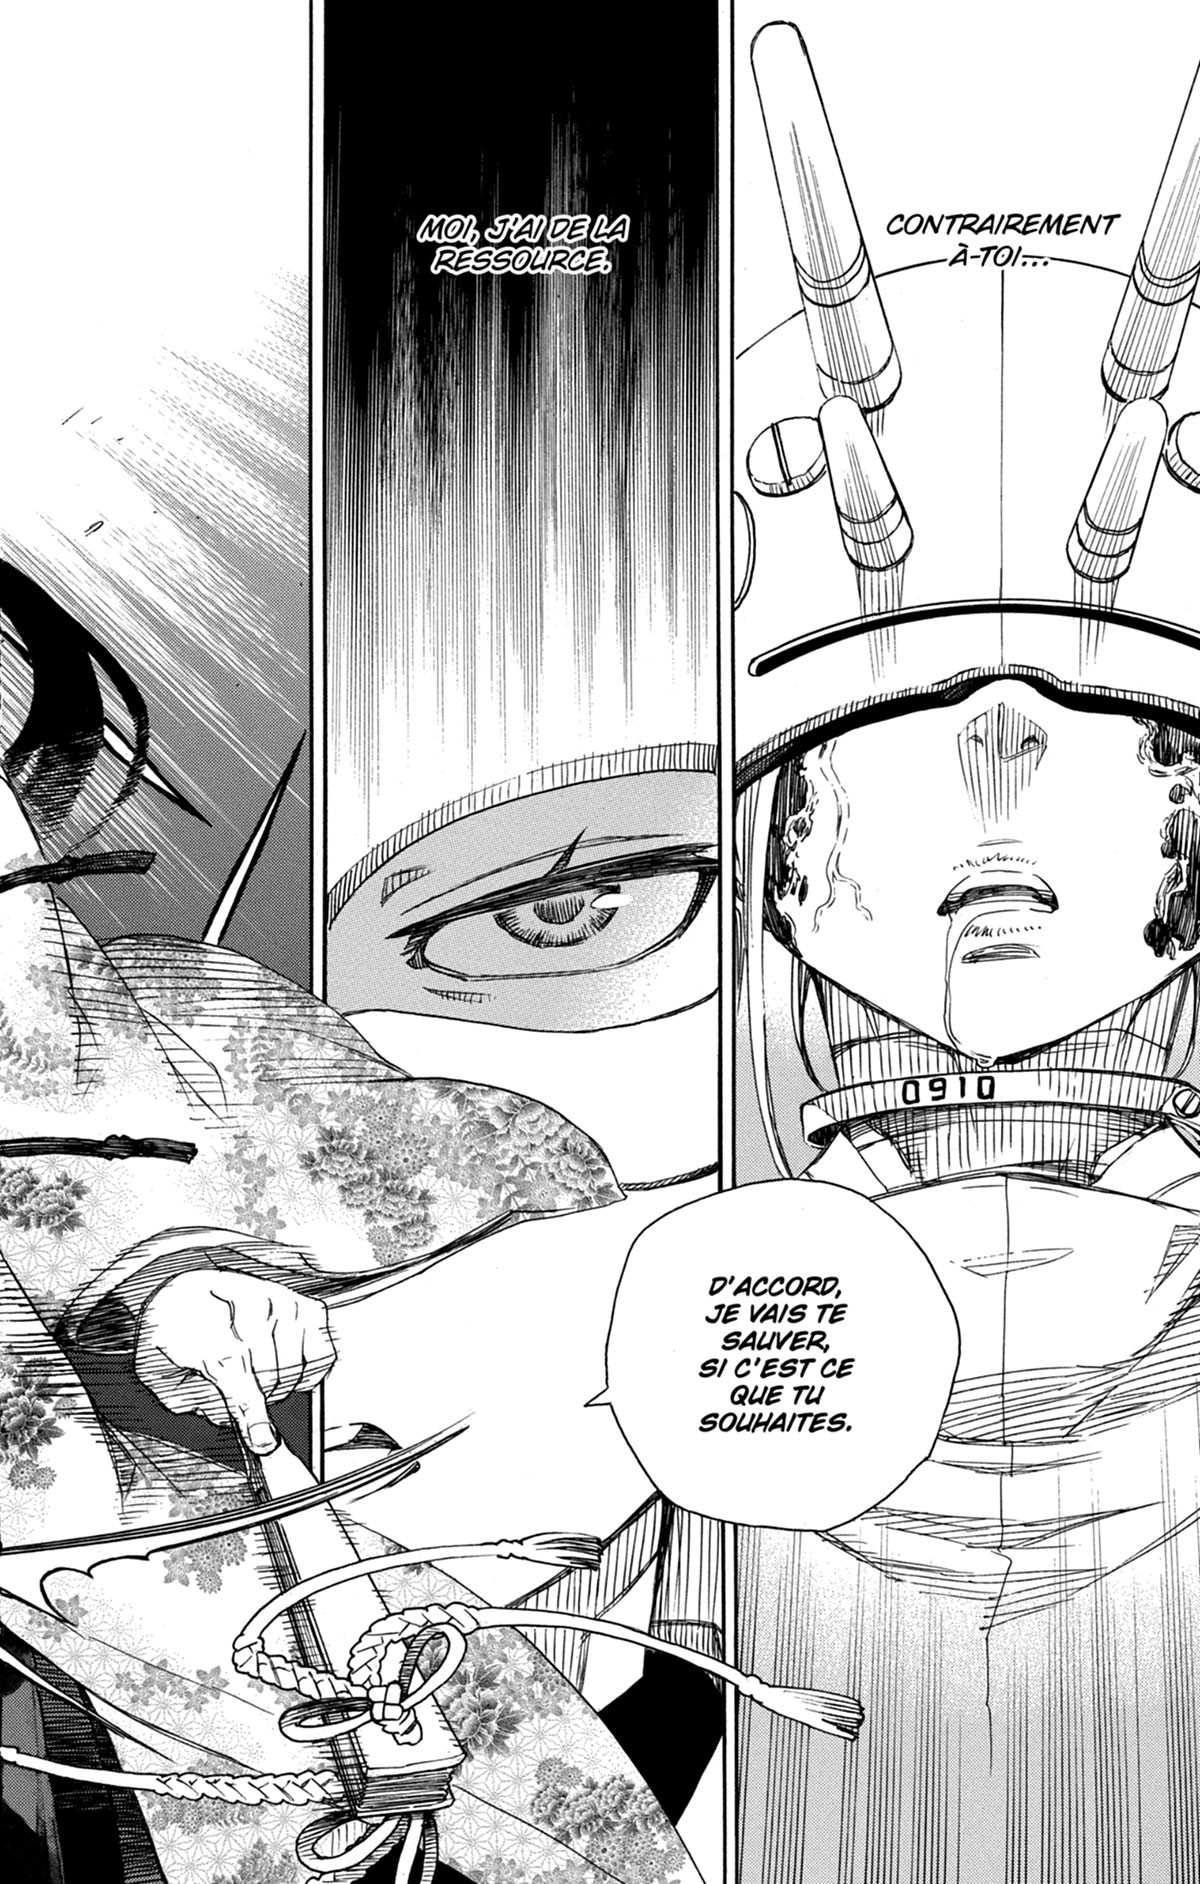 CONTRAIREMENT
À-TOI...
MOI, J'AI DE LA
RESSOURCE.
0910
D'ACCORD,
JE VAIS TE
SAUVER,
SI C'EST CE
QUE TU
SOUHAITES.